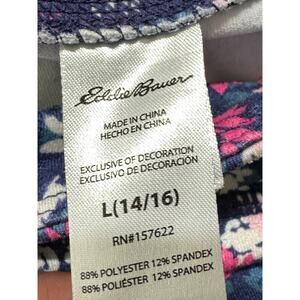 Eddie Bauer
MADE IN CHINA
HECHO EN CHINA
EXCLUSIVE OF DECORATION
EXCLUSIVO DE DECORACIÓN
L(14/16)
RN#157622
88% POLYESTER 12% SPANDEX
88% POLIÉSTER 12% SPANDEX